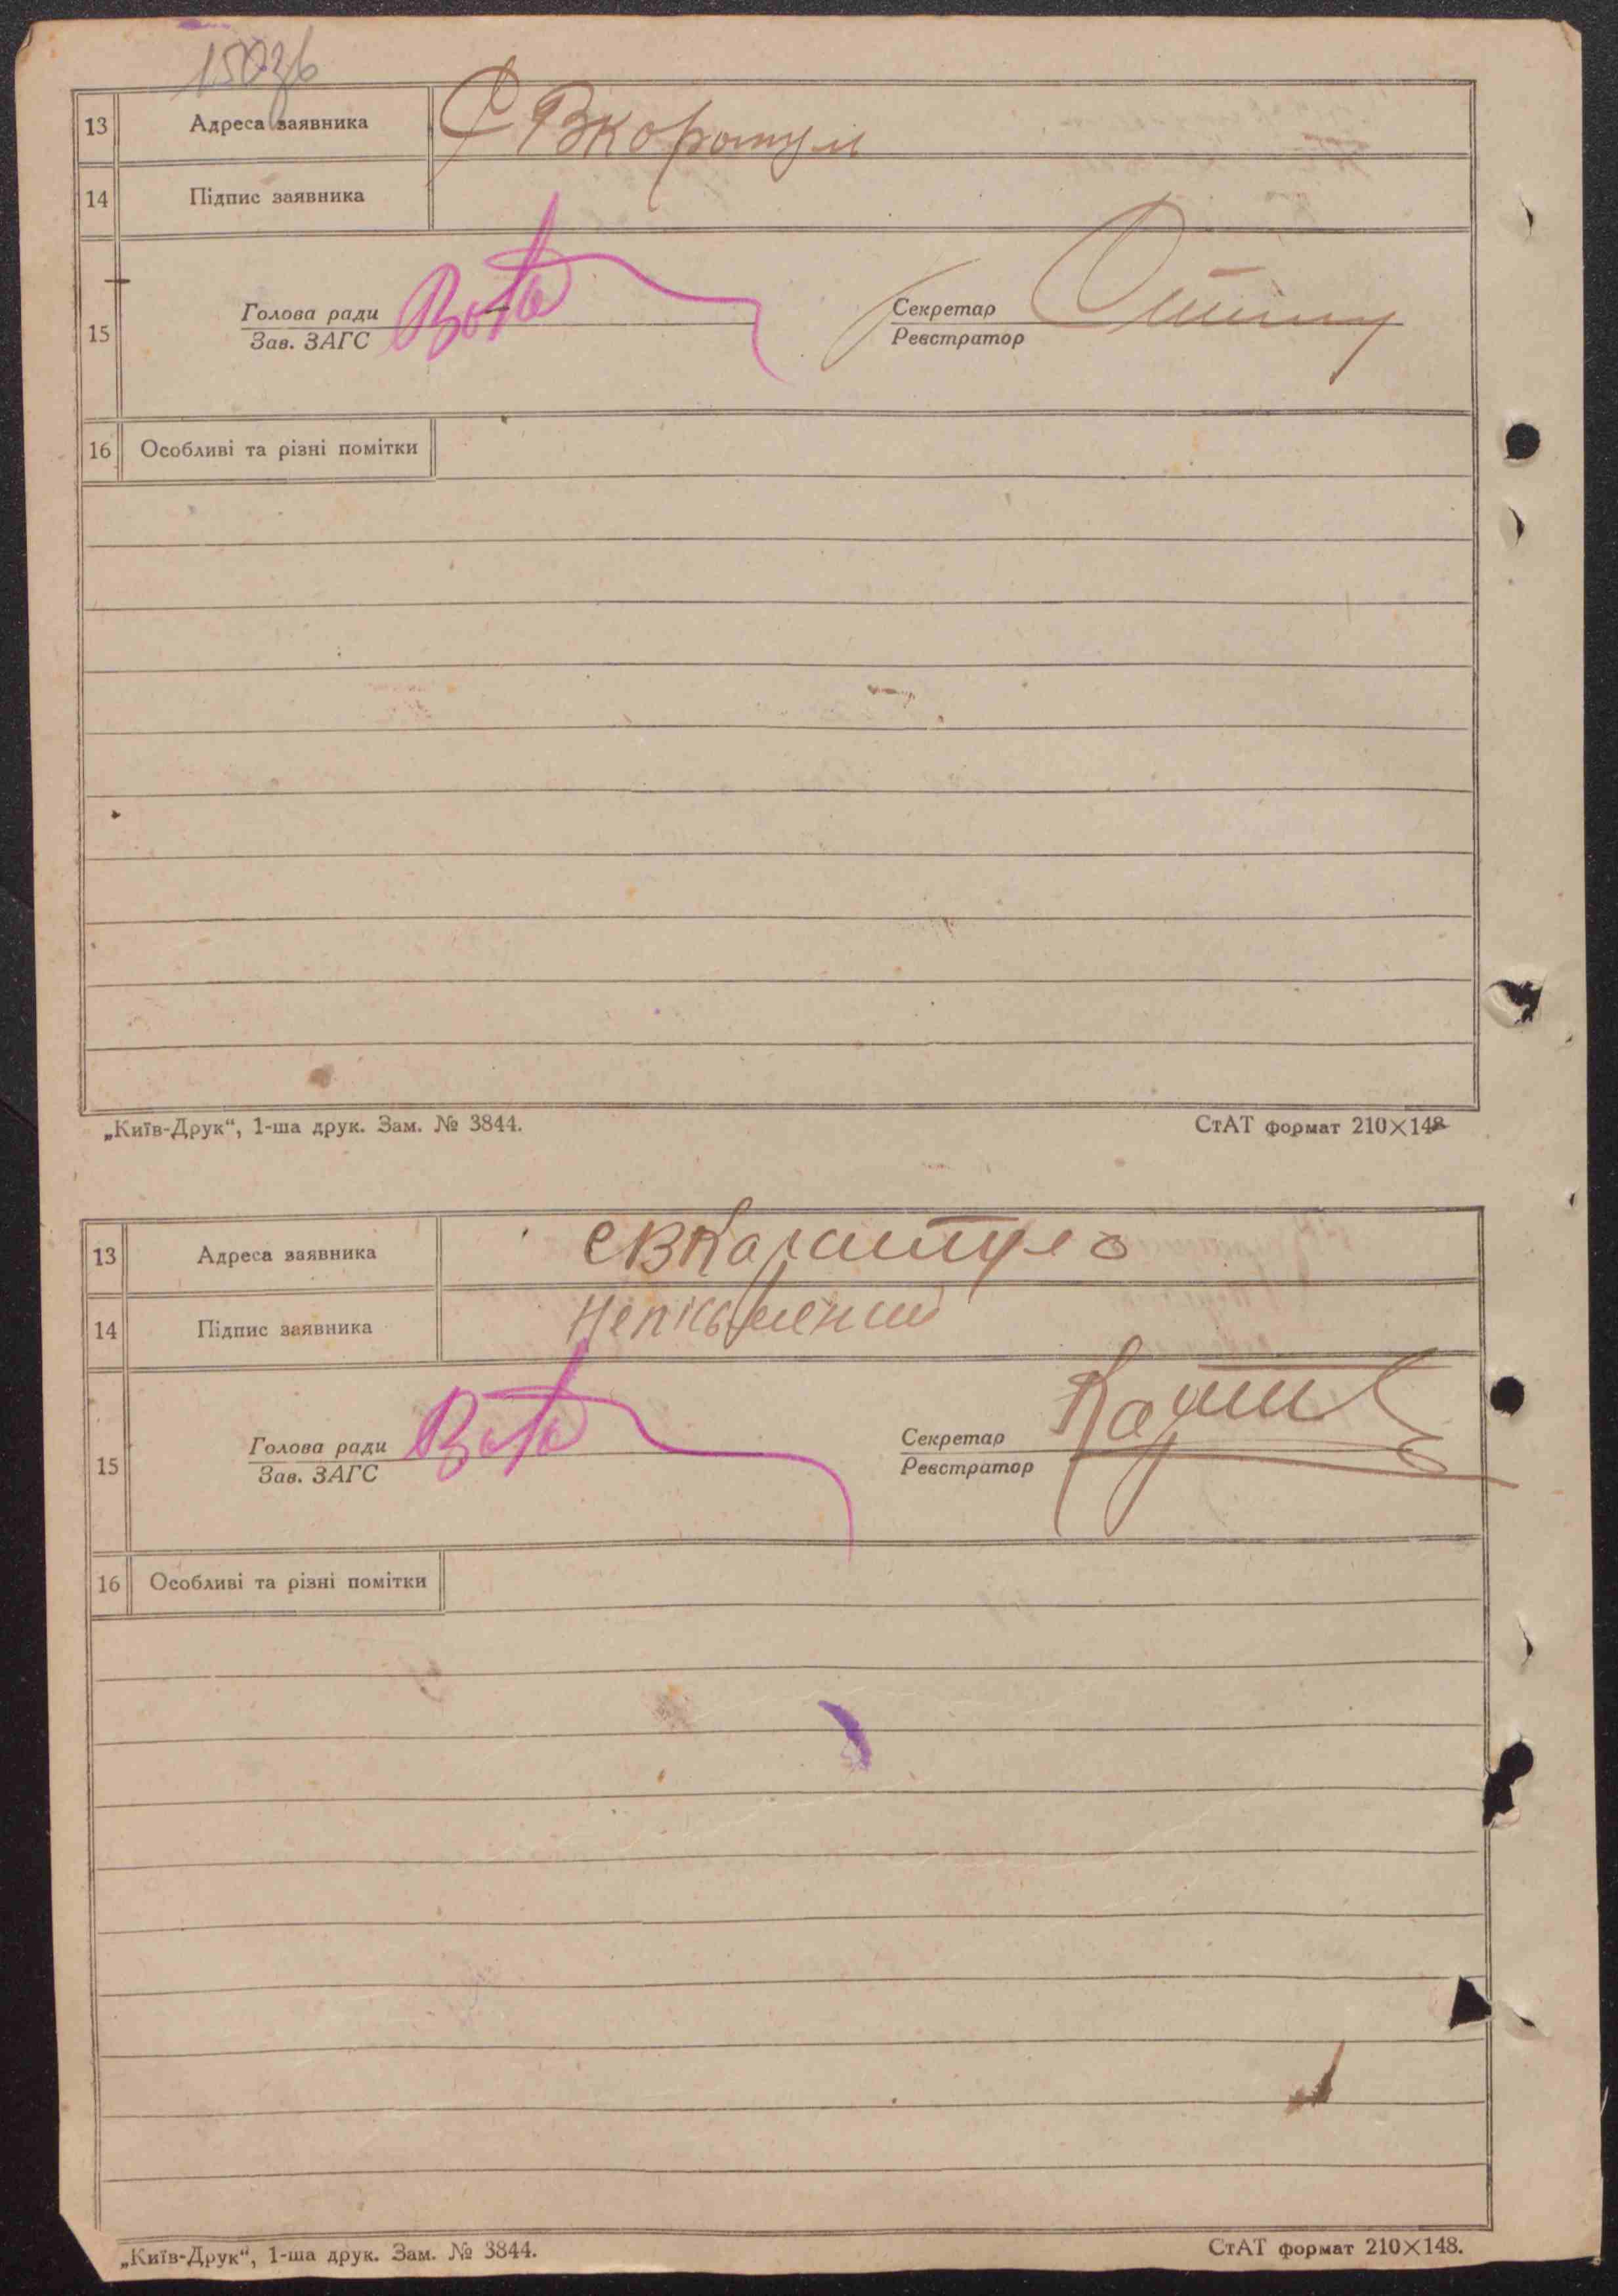 150зб
13 Адреса заявника С Вкоротул
14 Підпис заявника
15 Голова ради Секретар
Зав. ЗАГС Реєстратор
16 Особливі та різні помітки
„Київ-Друк“, 1-ша друк. Зам. № 3844. СтАТ формат 210×148
13 Адреса заявника
14 Підпис заявника Неписьменний
15 Голова ради Секретар
Зав. ЗАГС Реєстратор
16 Особливі та різні помітки
„Київ-Друк“, 1-ша друк. Зам. № 3844. СтАТ формат 210×148.